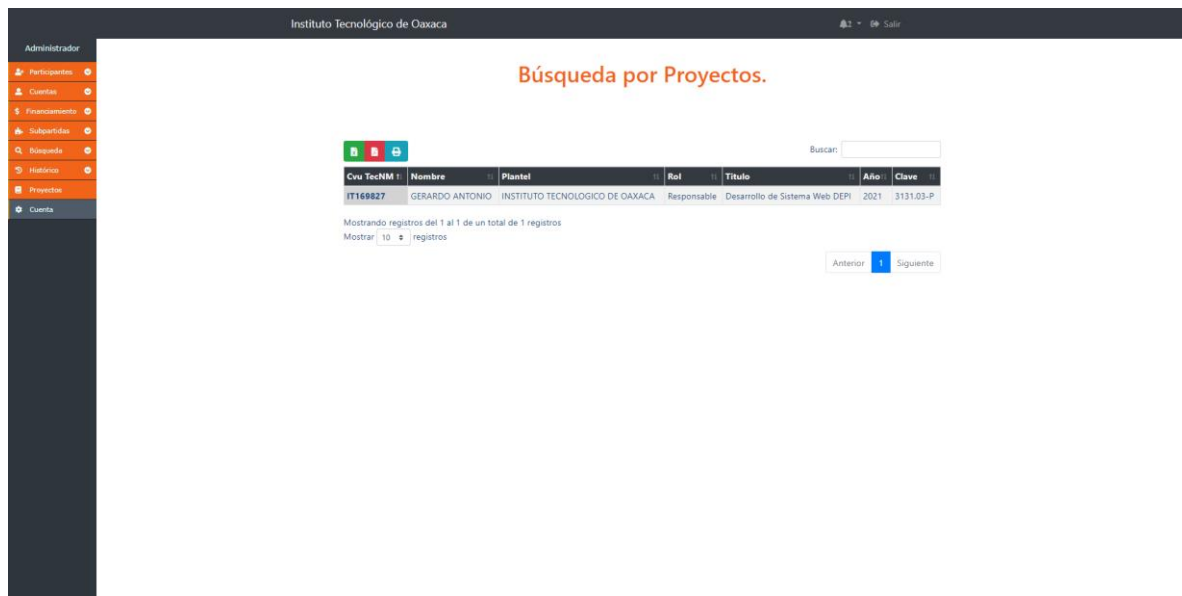 Instituto Tecnológico de Oaxaca
2 Salir
Administrador
Participantes
Cuentas
$ Financiamiento
Subpartidas
Búsqueda
Histórico
Proyectos
Cuenta
Búsqueda por Proyectos.
Buscar:
Cvu TecNM Nombre Plantel Rol Titulo Año Clave
IT169827 GERARDO ANTONIO INSTITUTO TECNOLOGICO DE OAXACA Responsable Desarrollo de Sistema Web DEPI 2021 3131.03-P
Mostrando registros del 1 al 1 de un total de 1 registros
Mostrar 10 registros
Anterior 1 Siguiente